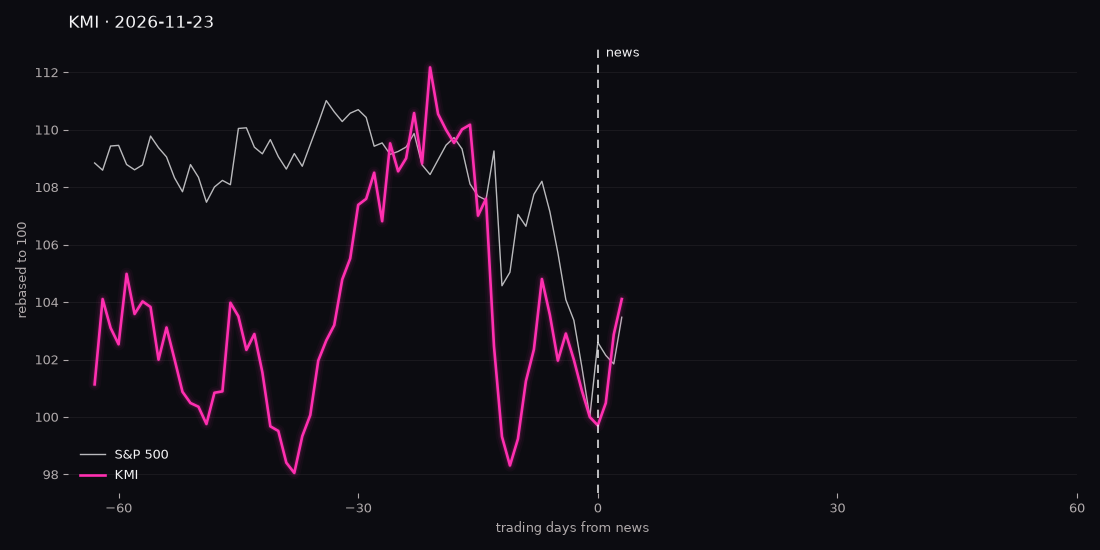 KMI · 2026-11-23
news
112
110
108
106
104
102
100
98
rebased to 100
S&P 500
KMI
−60
−30
0
30
60
trading days from news